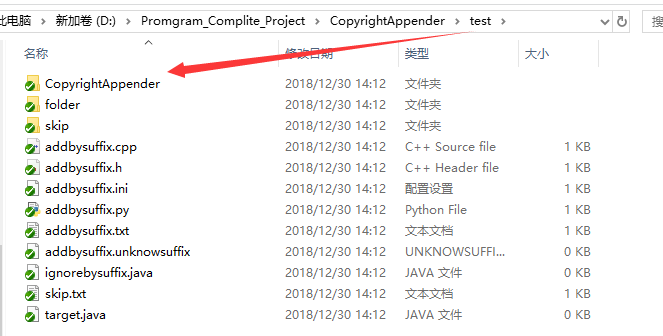 此电脑 > 新加卷 (D:) > Promgram_Complite_Project > CopyrightAppender > test >
名称 修改日期 类型 大小
CopyrightAppender 2018/12/30 14:12 文件夹
folder 2018/12/30 14:12 文件夹
skip 2018/12/30 14:12 文件夹
addbysuffix.cpp 2018/12/30 14:12 C++ Source file 1 KB
addbysuffix.h 2018/12/30 14:12 C++ Header file 1 KB
addbysuffix.ini 2018/12/30 14:12 配置设置 1 KB
addbysuffix.py 2018/12/30 14:12 Python File 1 KB
addbysuffix.txt 2018/12/30 14:12 文本文档 1 KB
addbysuffix.unknowsuffix 2018/12/30 14:12 UNKNOWSUFFI... 0 KB
ignorebysuffix.java 2018/12/30 14:12 JAVA 文件 0 KB
skip.txt 2018/12/30 14:12 文本文档 1 KB
target.java 2018/12/30 14:12 JAVA 文件 0 KB